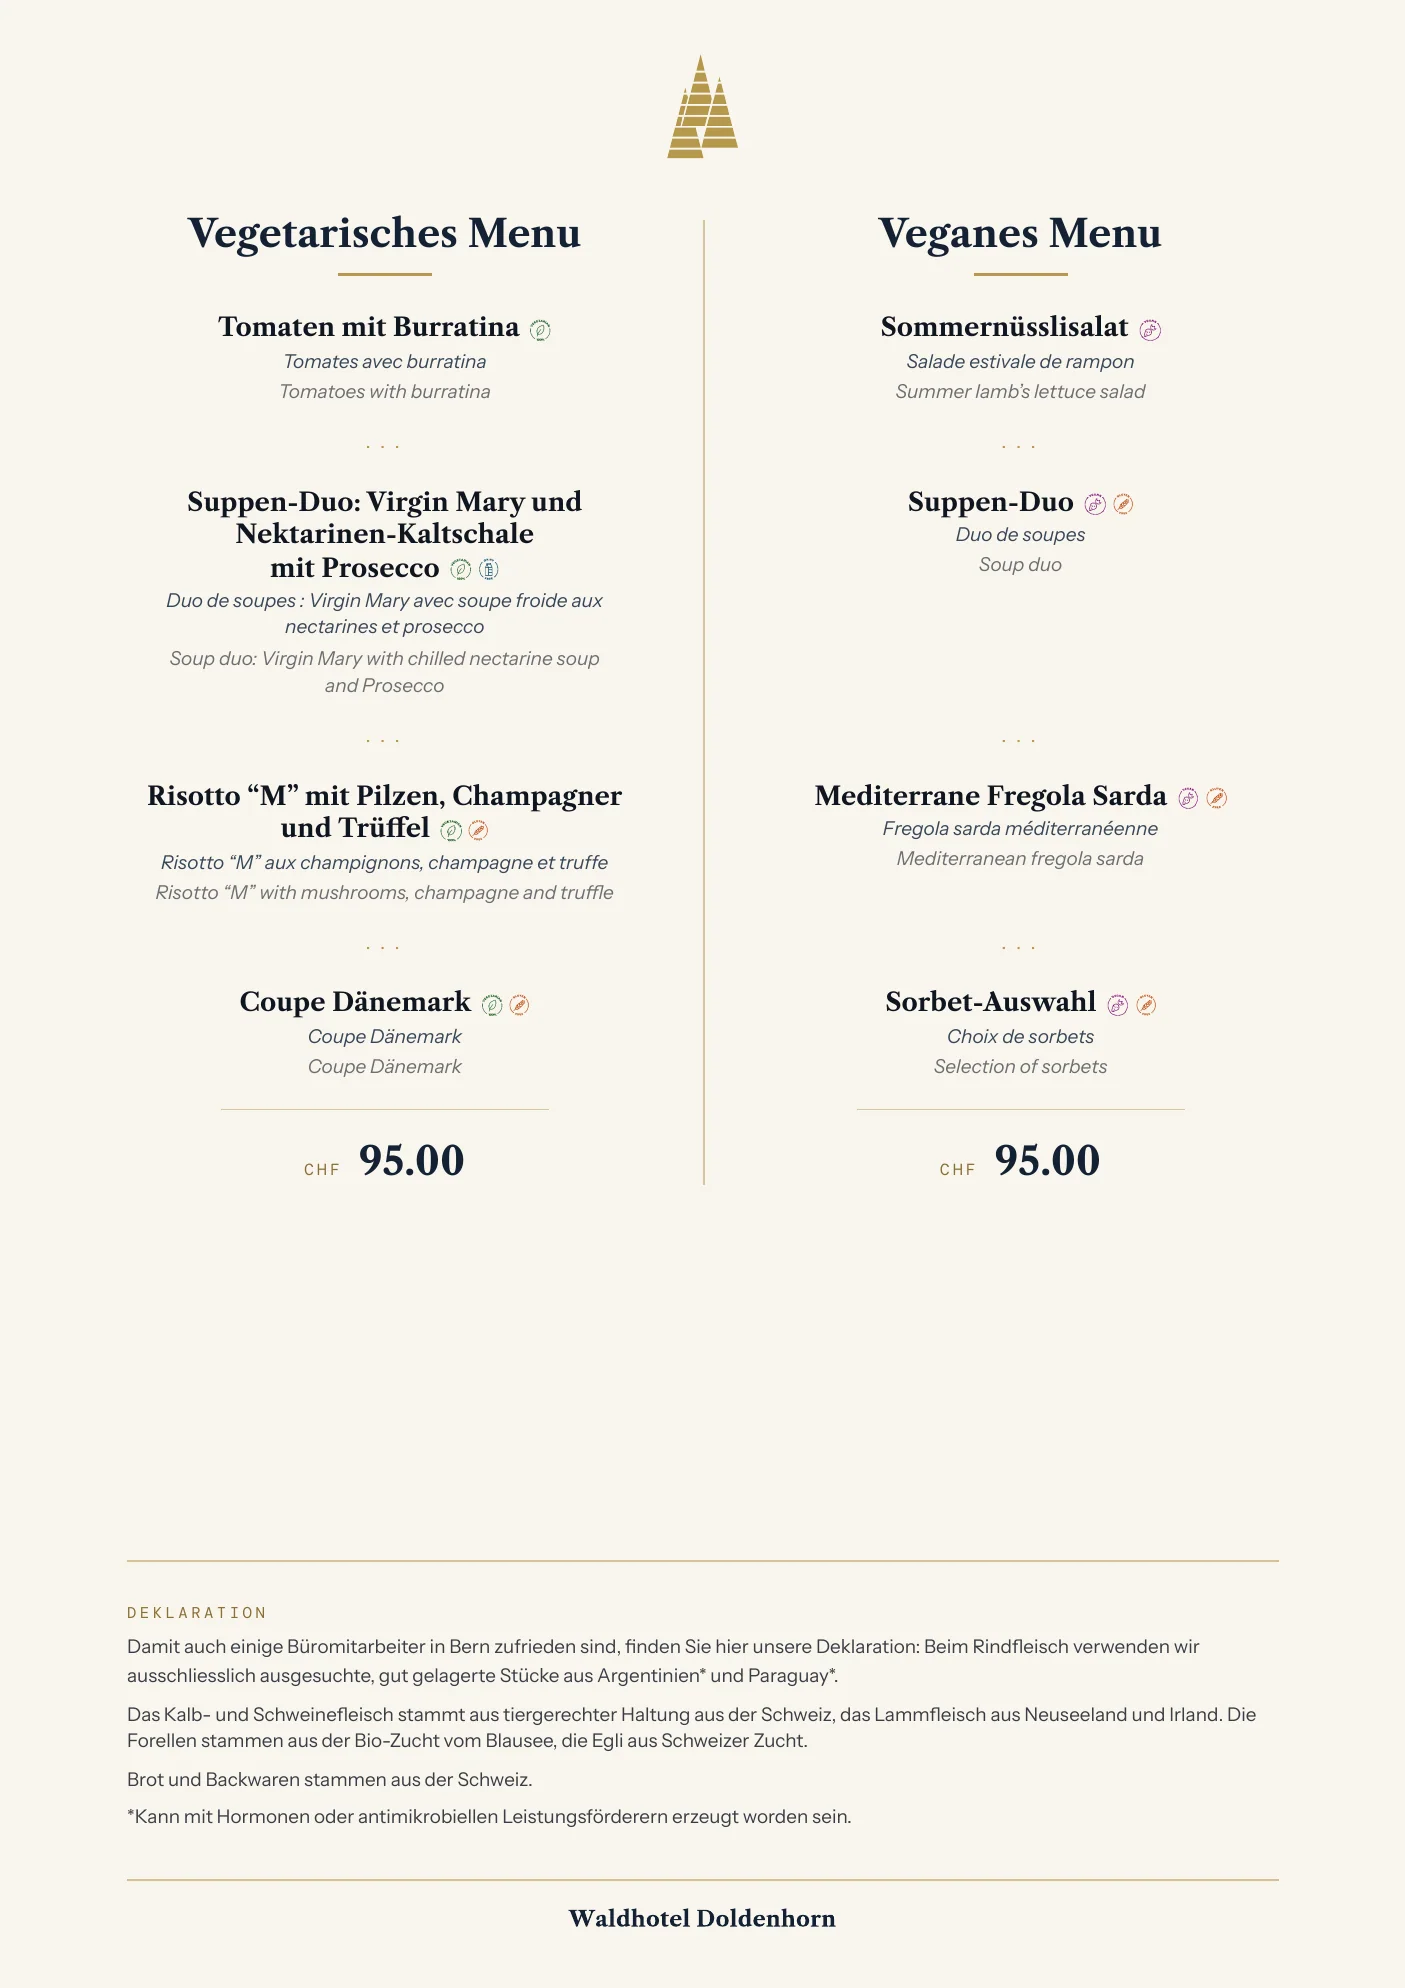 Vegetarisches Menu
Tomaten mit Burratina
Tomates avec burratina
Tomatoes with burratina
. . .
Suppen-Duo: Virgin Mary und
Nektarinen-Kaltschale
mit Prosecco
Duo de soupes : Virgin Mary avec soupe froide aux
nectarines et prosecco
Soup duo: Virgin Mary with chilled nectarine soup
and Prosecco
. . .
Risotto “M” mit Pilzen, Champagner
und Trüffel
Risotto “M” aux champignons, champagne et truffe
Risotto “M” with mushrooms, champagne and truffle
. . .
Coupe Dänemark
Coupe Dänemark
Coupe Dänemark
CHF 95.00
Veganes Menu
Sommernüsslisalat
Salade estivale de rampon
Summer lamb’s lettuce salad
. . .
Suppen-Duo
Duo de soupes
Soup duo
. . .
Mediterrane Fregola Sarda
Fregola sarda méditerranéenne
Mediterranean fregola sarda
. . .
Sorbet-Auswahl
Choix de sorbets
Selection of sorbets
CHF 95.00
DEKLARATION
Damit auch einige Büromitarbeiter in Bern zufrieden sind, finden Sie hier unsere Deklaration: Beim Rindfleisch verwenden wir
ausschliesslich ausgesuchte, gut gelagerte Stücke aus Argentinien* und Paraguay*.
Das Kalb- und Schweinefleisch stammt aus tiergerechter Haltung aus der Schweiz, das Lammfleisch aus Neuseeland und Irland. Die
Forellen stammen aus der Bio-Zucht vom Blausee, die Egli aus Schweizer Zucht.
Brot und Backwaren stammen aus der Schweiz.
*Kann mit Hormonen oder antimikrobiellen Leistungsförderern erzeugt worden sein.
Waldhotel Doldenhorn